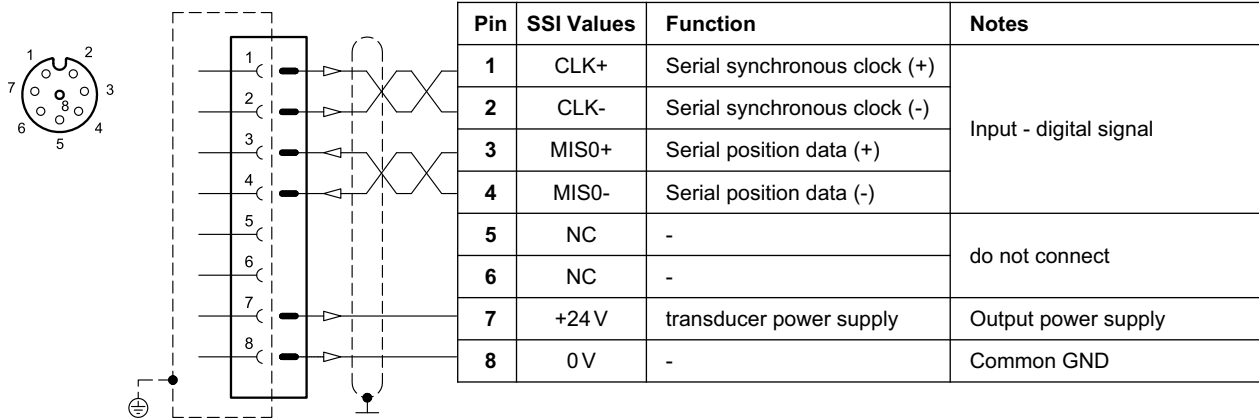 1 2
7 8 3
6 4
5
1
2
3
4
5
6
7
8
Pin SSI Values Function Notes
1 CLK+ Serial synchronous clock (+)
2 CLK- Serial synchronous clock (-)
Input - digital signal
3 MIS0+ Serial position data (+)
4 MIS0- Serial position data (-)
5 NC -
do not connect
6 NC -
7 +24 V transducer power supply Output power supply
8 0 V - Common GND